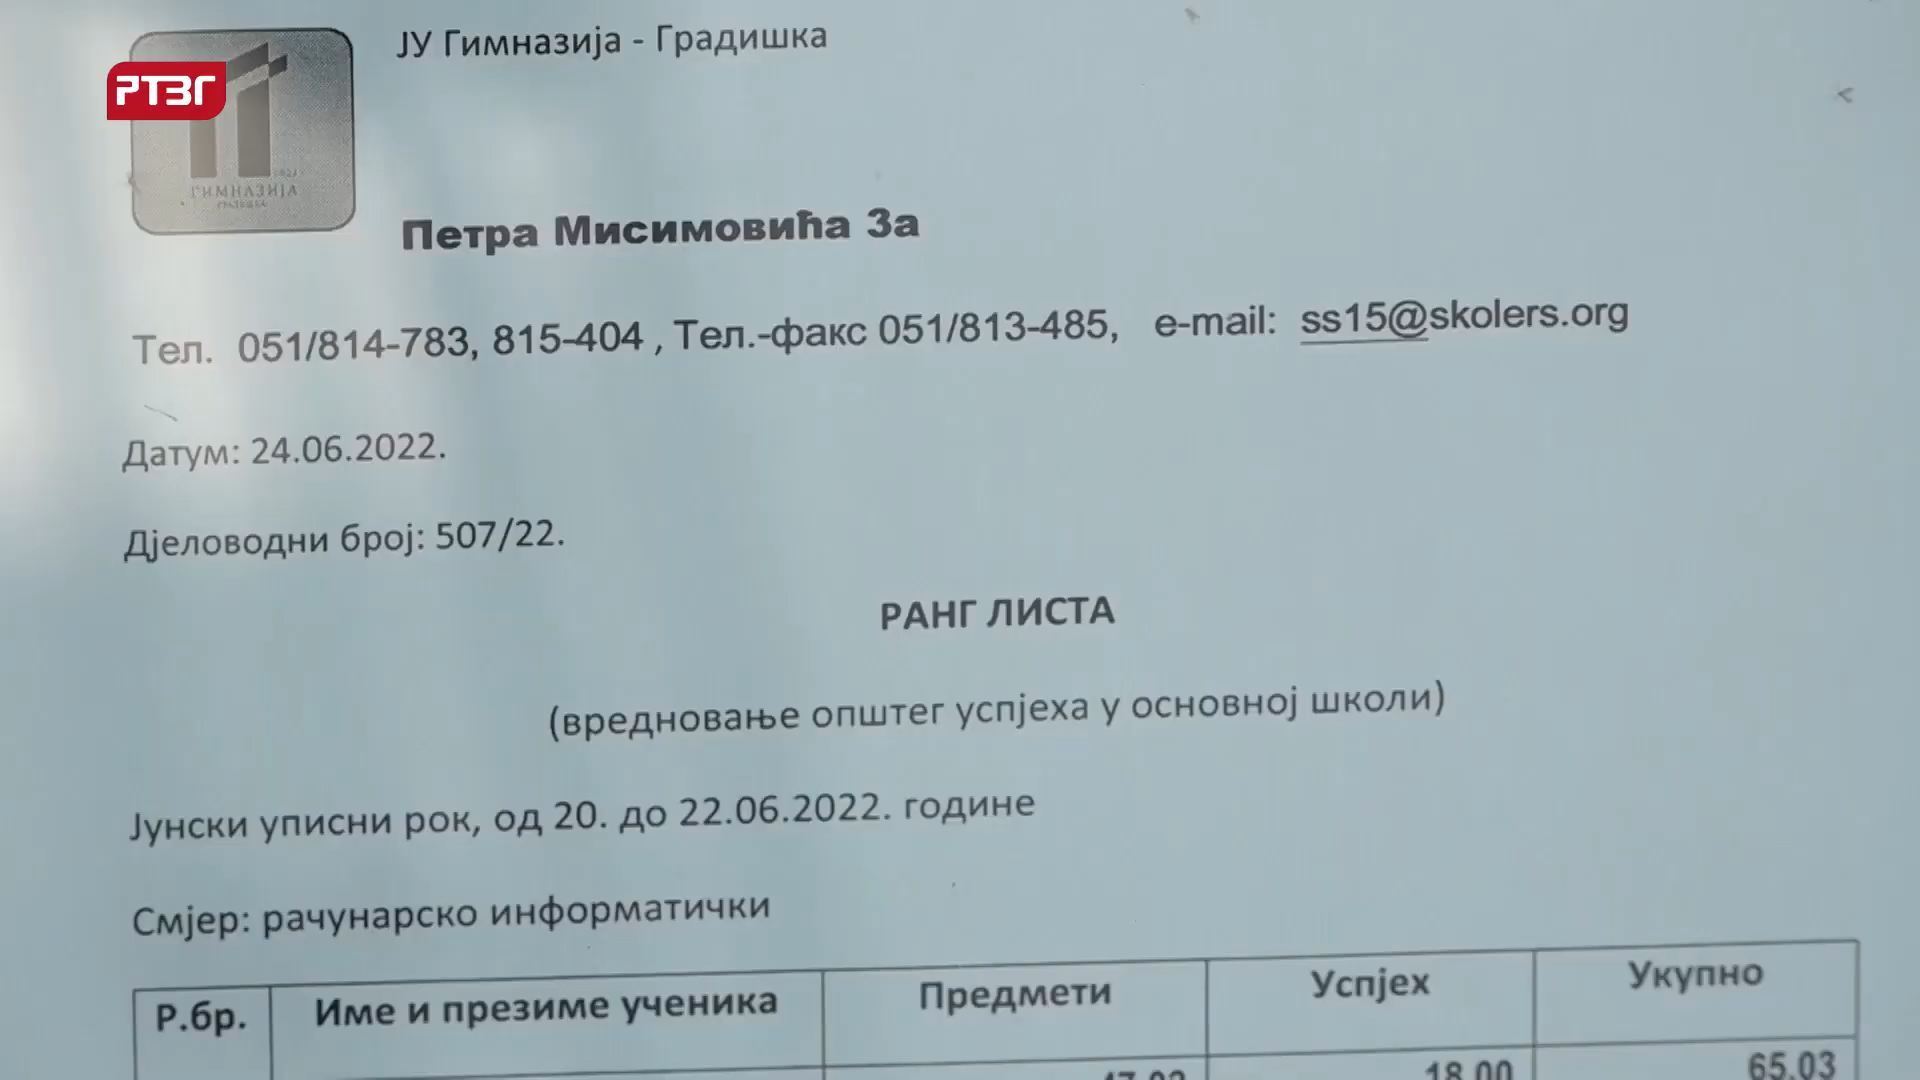 ЈУ Гимназија - Градишка
РТВГ
ГИМНАЗИЈА
ГРАДИШКА
Петра Мисимовића 3а
Тел. 051/814-783, 815-404 , Тел.-факс 051/813-485, e-mail: ss15@skolers.org
Датум: 24.06.2022.
Дјеловодни број: 507/22.
РАНГ ЛИСТА
(вредновање општег успјеха у основној школи)
Јунски уписни рок, од 20. до 22.06.2022. године
Смјер: рачунарско информатички
Р.бр. Име и презиме ученика Предмети Успјех Укупно
18.00 65.03